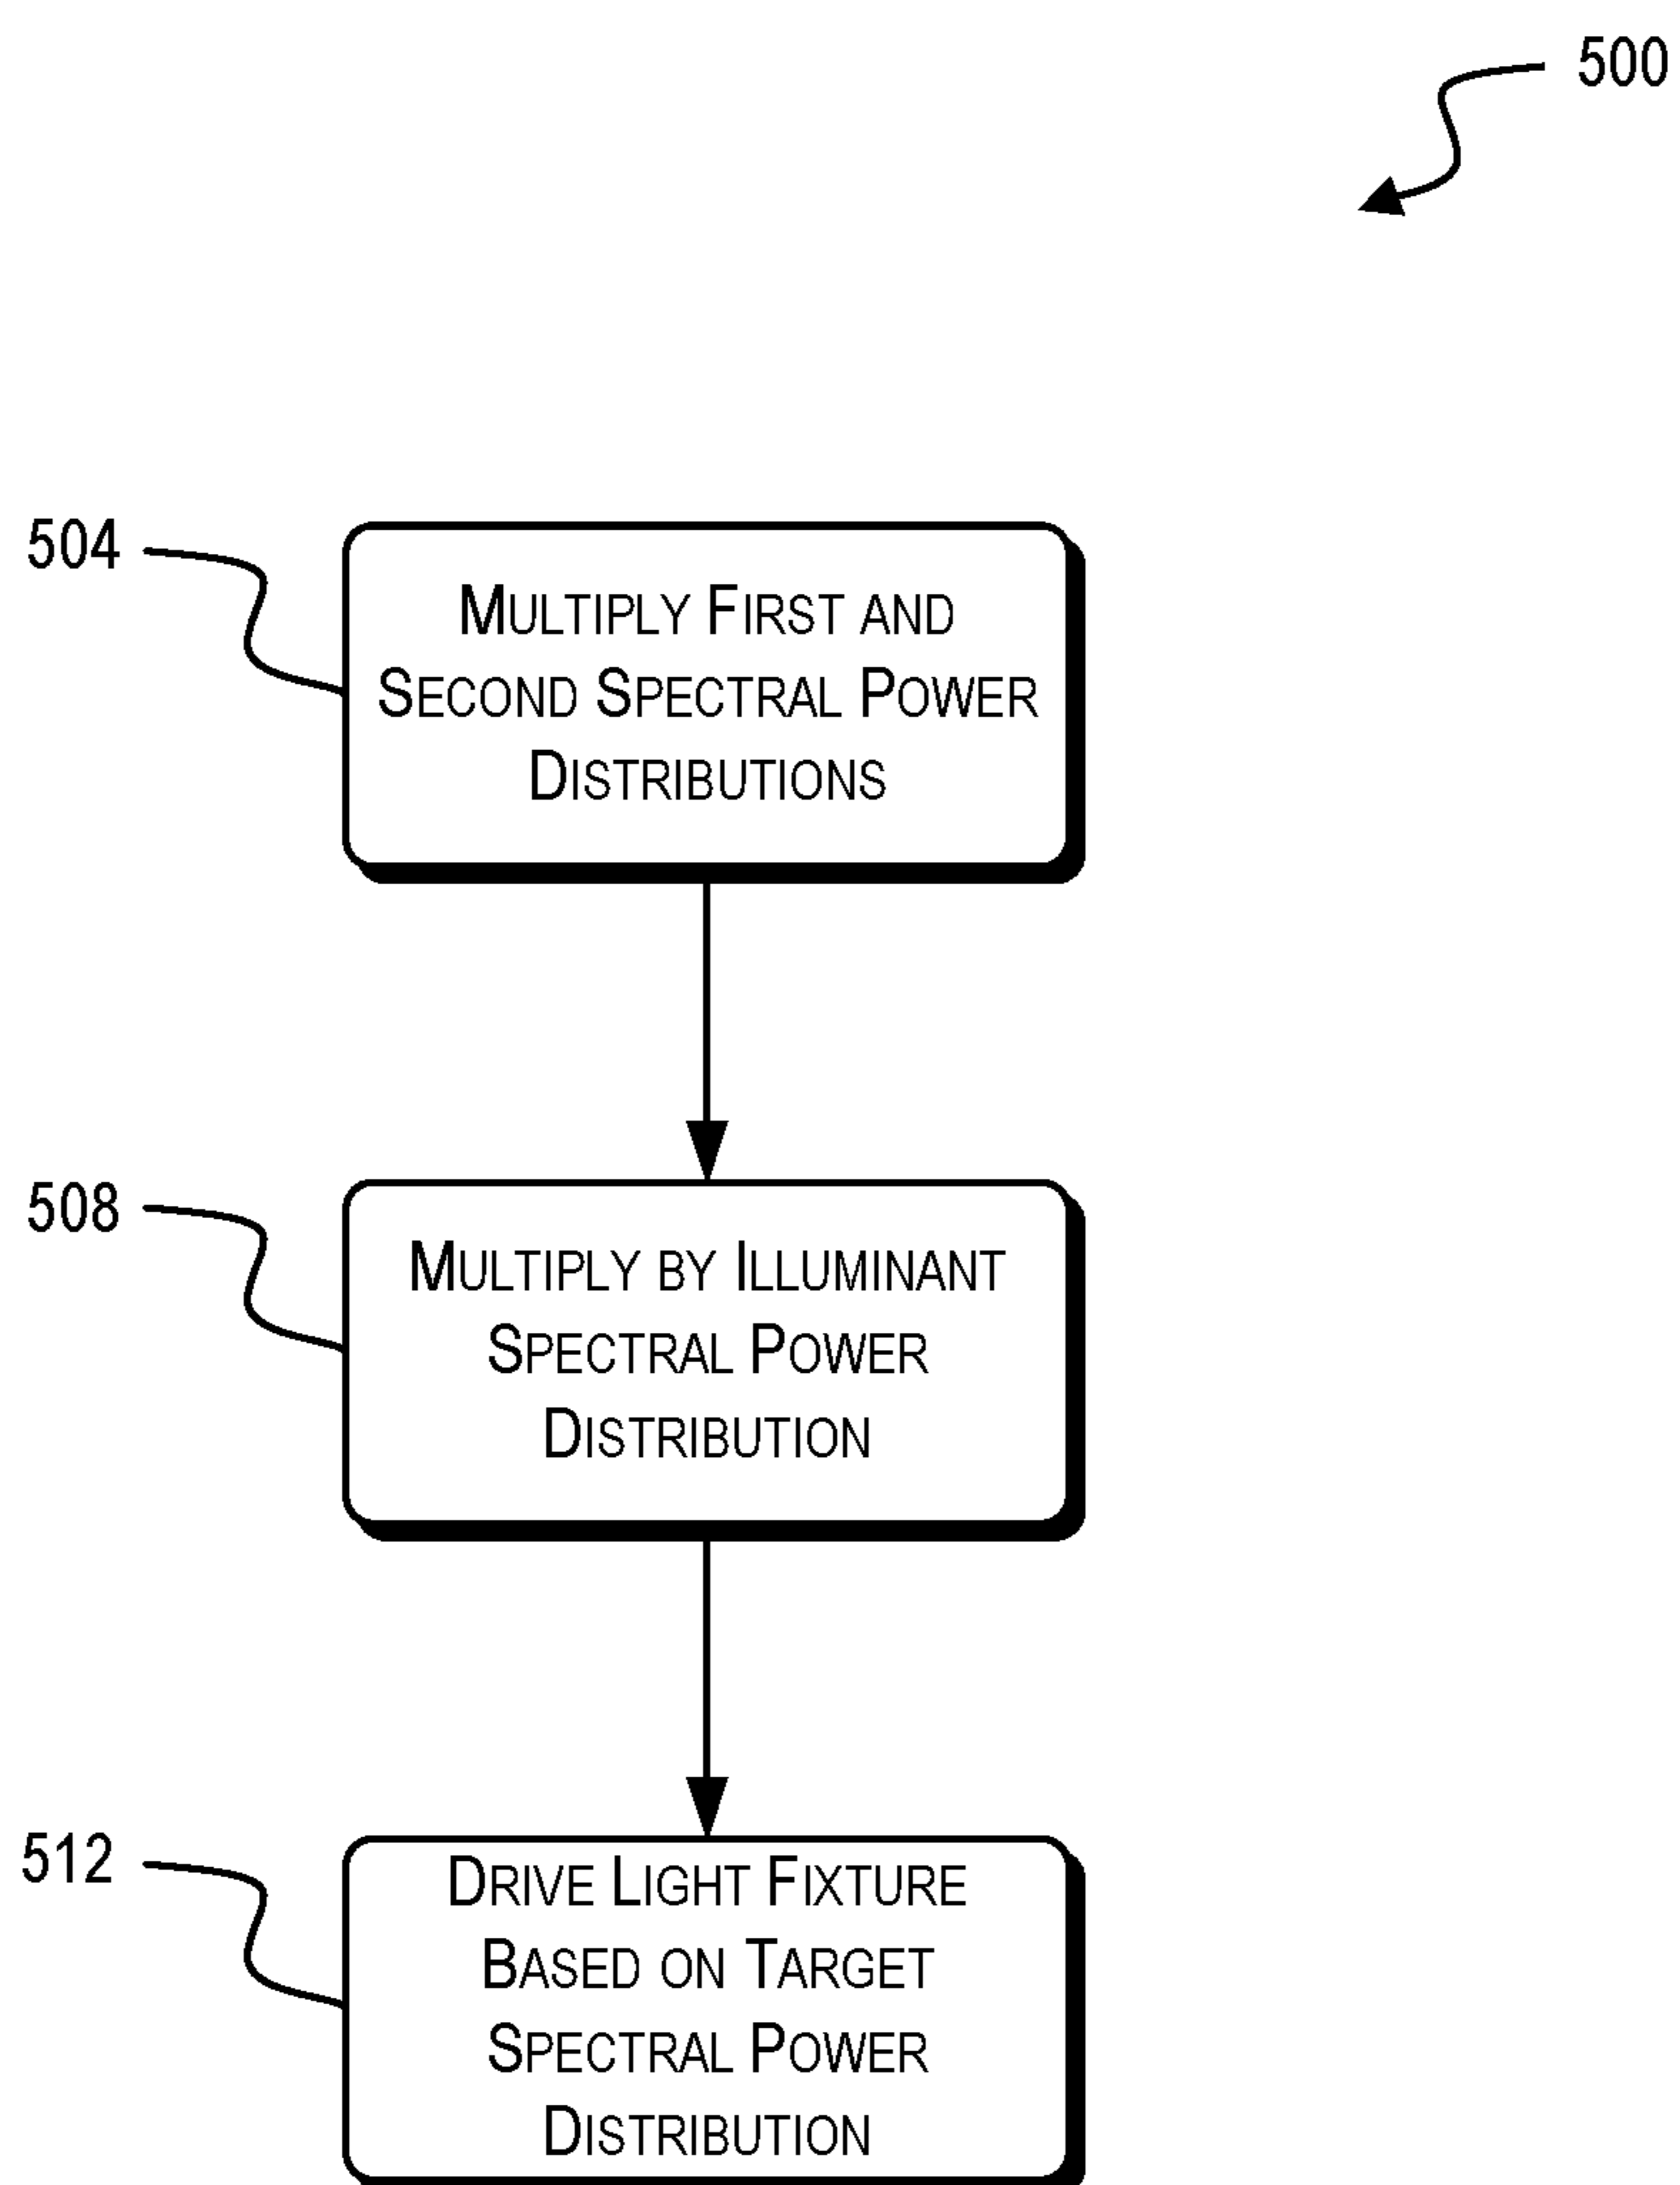 500
504
Multiply First and
Second Spectral Power
Distributions
508
Multiply by Illuminant
Spectral Power
Distribution
512
Drive Light Fixture
Based on Target
Spectral Power
Distribution